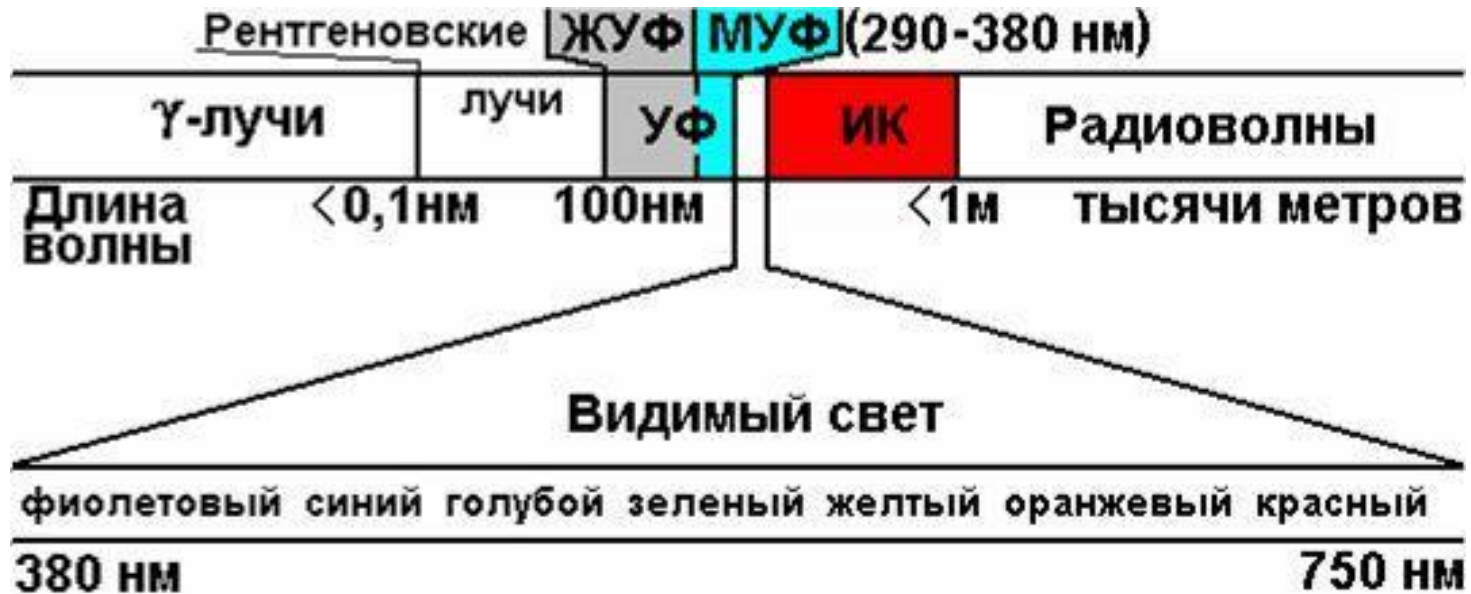 Рентгеновские ЖУФ МУФ (290-380 нм)
γ-лучи лучи УФ ИК Радиоволны
Длина волны <0,1нм 100нм <1м тысячи метров
Видимый свет
фиолетовый синий голубой зеленый желтый оранжевый красный
380 нм 750 нм